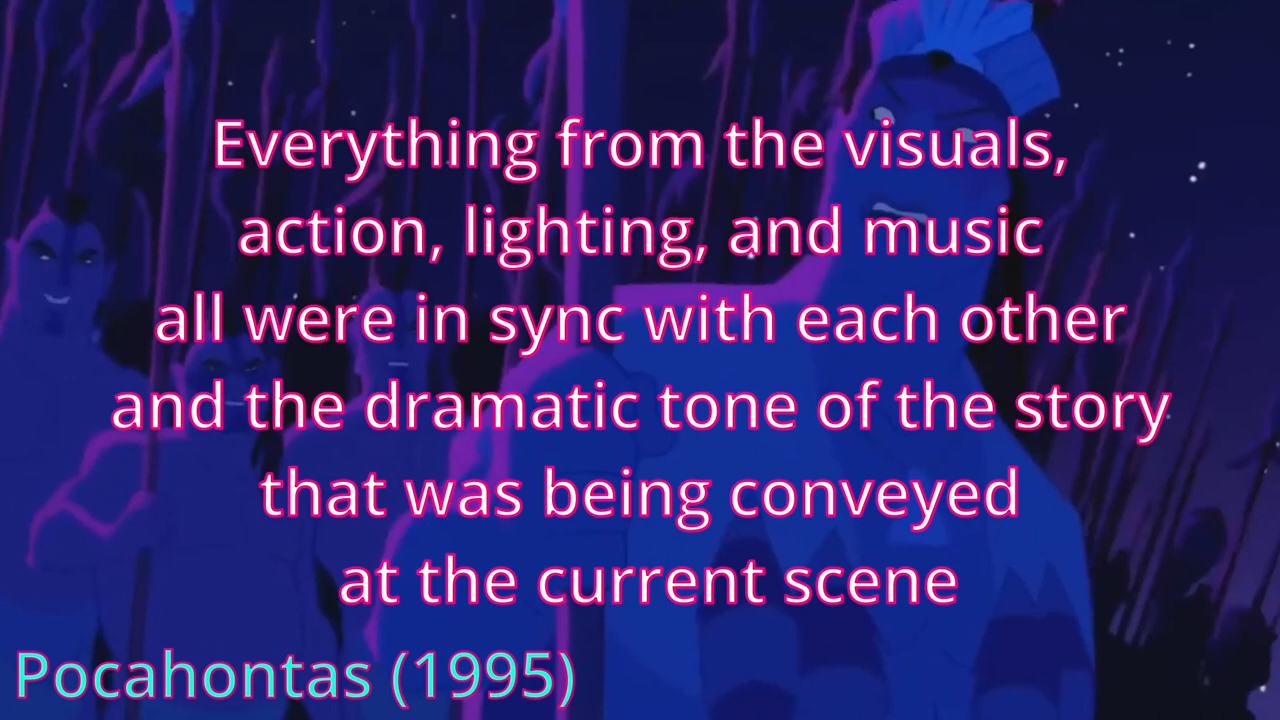 Everything from the visuals,
action, lighting, and music
all were in sync with each other
and the dramatic tone of the story
that was being conveyed
at the current scene
Pocahontas (1995)